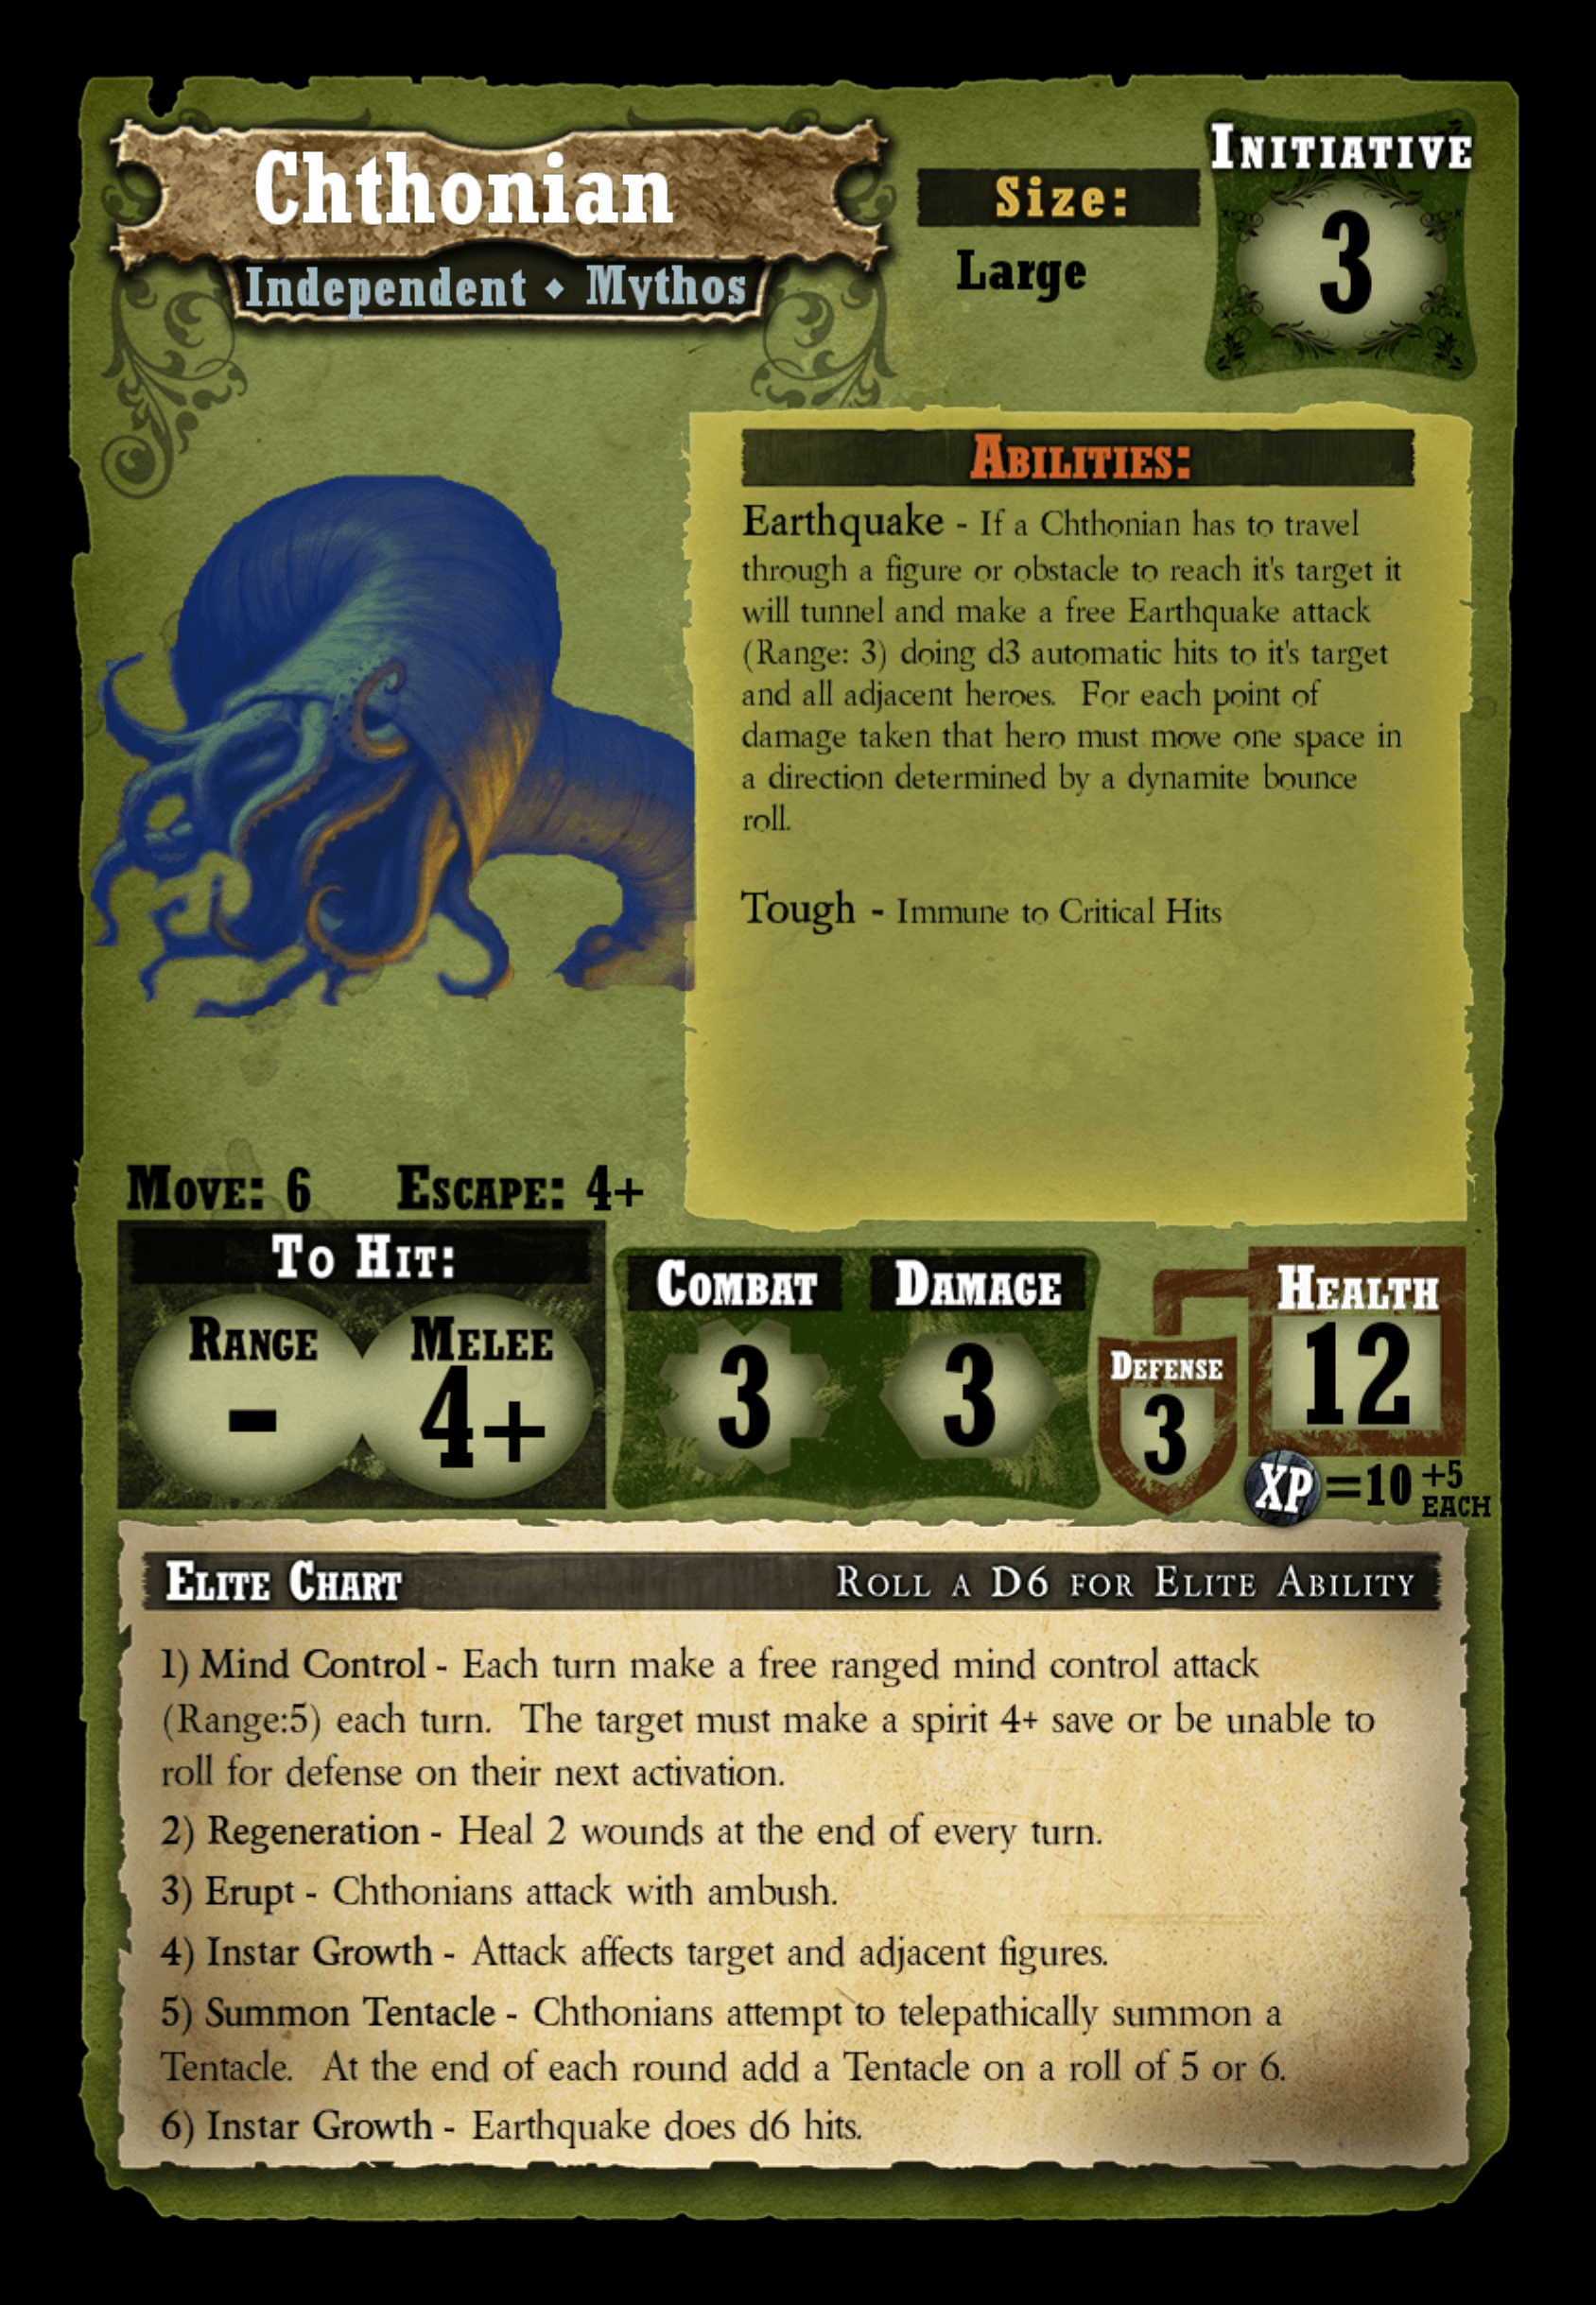 Chthonian
Independent ⬥ Mythos
Size:
Large
INITIATIVE
3
ABILITIES:
Earthquake - If a Chthonian has to travel
through a figure or obstacle to reach it's target it
will tunnel and make a free Earthquake attack
(Range: 3) doing d3 automatic hits to it's target
and all adjacent heroes. For each point of
damage taken that hero must move one space in
a direction determined by a dynamite bounce
roll.
Tough - Immune to Critical Hits
MOVE: 6 ESCAPE: 4+
TO HIT:
RANGE
-
MELEE
4+
COMBAT
3
DAMAGE
3
DEFENSE
3
HEALTH
12
XP=10 +5
EACH
ELITE CHART ROLL A D6 FOR ELITE ABILITY
1) Mind Control - Each turn make a free ranged mind control attack
(Range:5) each turn. The target must make a spirit 4+ save or be unable to
roll for defense on their next activation.
2) Regeneration - Heal 2 wounds at the end of every turn.
3) Erupt - Chthonians attack with ambush.
4) Instar Growth - Attack affects target and adjacent figures.
5) Summon Tentacle - Chthonians attempt to telepathically summon a
Tentacle. At the end of each round add a Tentacle on a roll of 5 or 6.
6) Instar Growth - Earthquake does d6 hits.